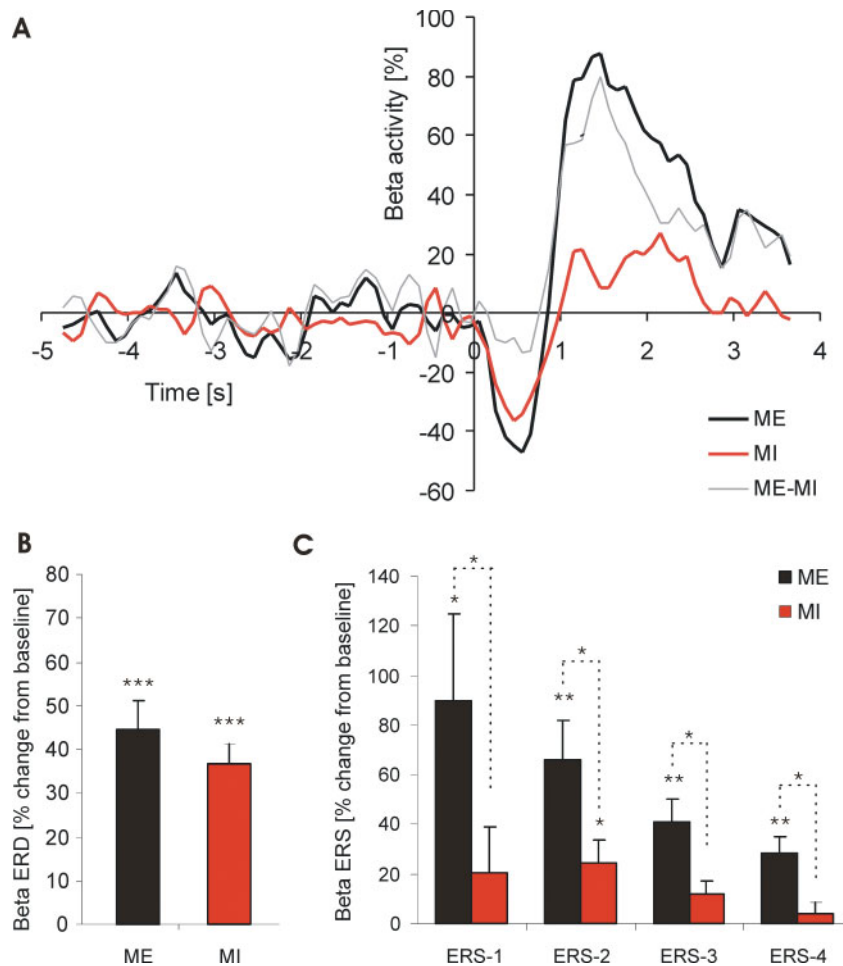 A
Beta activity [%]
100
80
60
40
20
0
-20
-40
-60
-5 -4 -3 -2 -1 0 1 2 3 4
Time [s]
ME
MI
ME-MI
B
Beta ERD [% change from baseline]
80
70
60
50
40
30
20
10
0
***
***
ME MI
C
Beta ERS [% change from baseline]
140
120
100
80
60
40
20
0
ME
MI
*
*
*
**
*
*
**
*
**
ERS-1 ERS-2 ERS-3 ERS-4